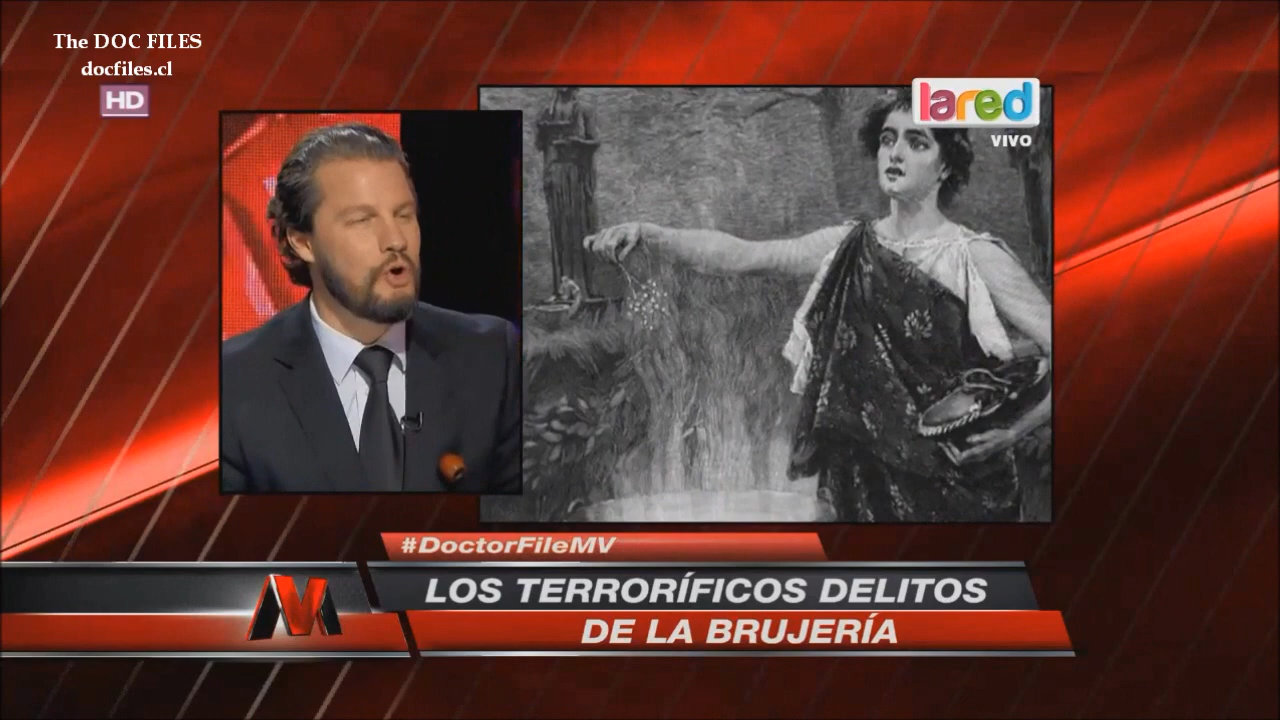 The DOC FILES
docfiles.cl
HD
lared
VIVO
#DoctorFileMV
LOS TERRORÍFICOS DELITOS
DE LA BRUJERÍA